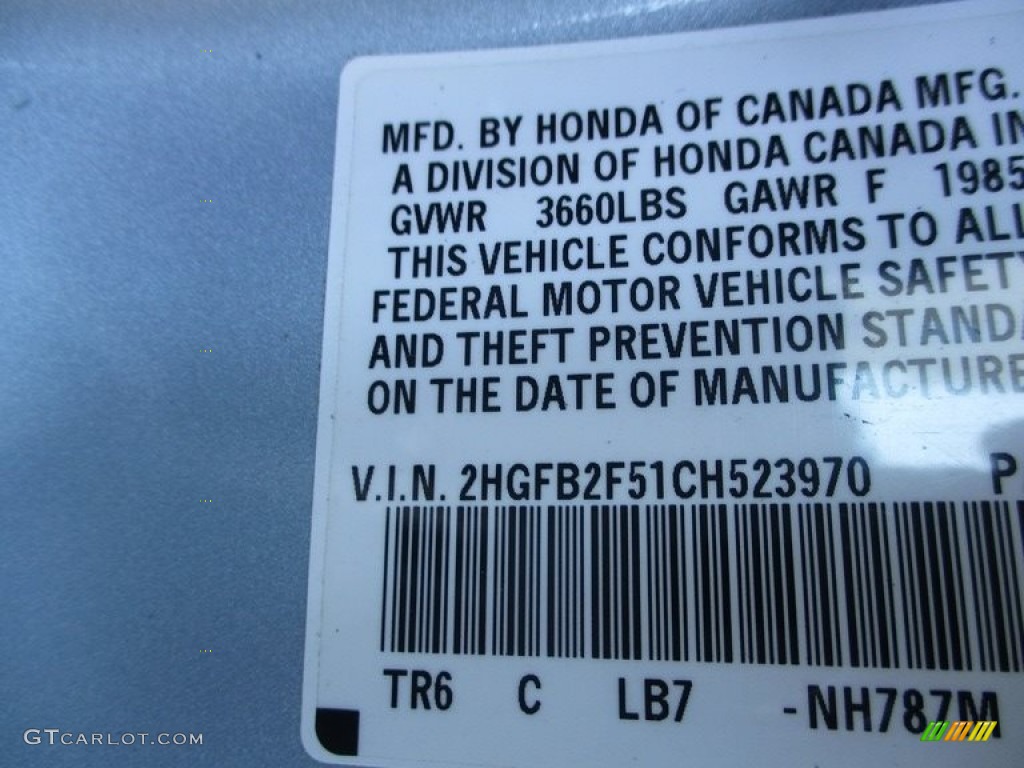 MFD. BY HONDA OF CANADA MFG.
A DIVISION OF HONDA CANADA IN
GVWR 3660LBS GAWR F 1985
THIS VEHICLE CONFORMS TO ALL
FEDERAL MOTOR VEHICLE SAFETY
AND THEFT PREVENTION STANDA
ON THE DATE OF MANUFACTURE
V.I.N. 2HGFB2F51CH523970 P
TR6 C LB7 -NH787M
GTCARLOT.COM